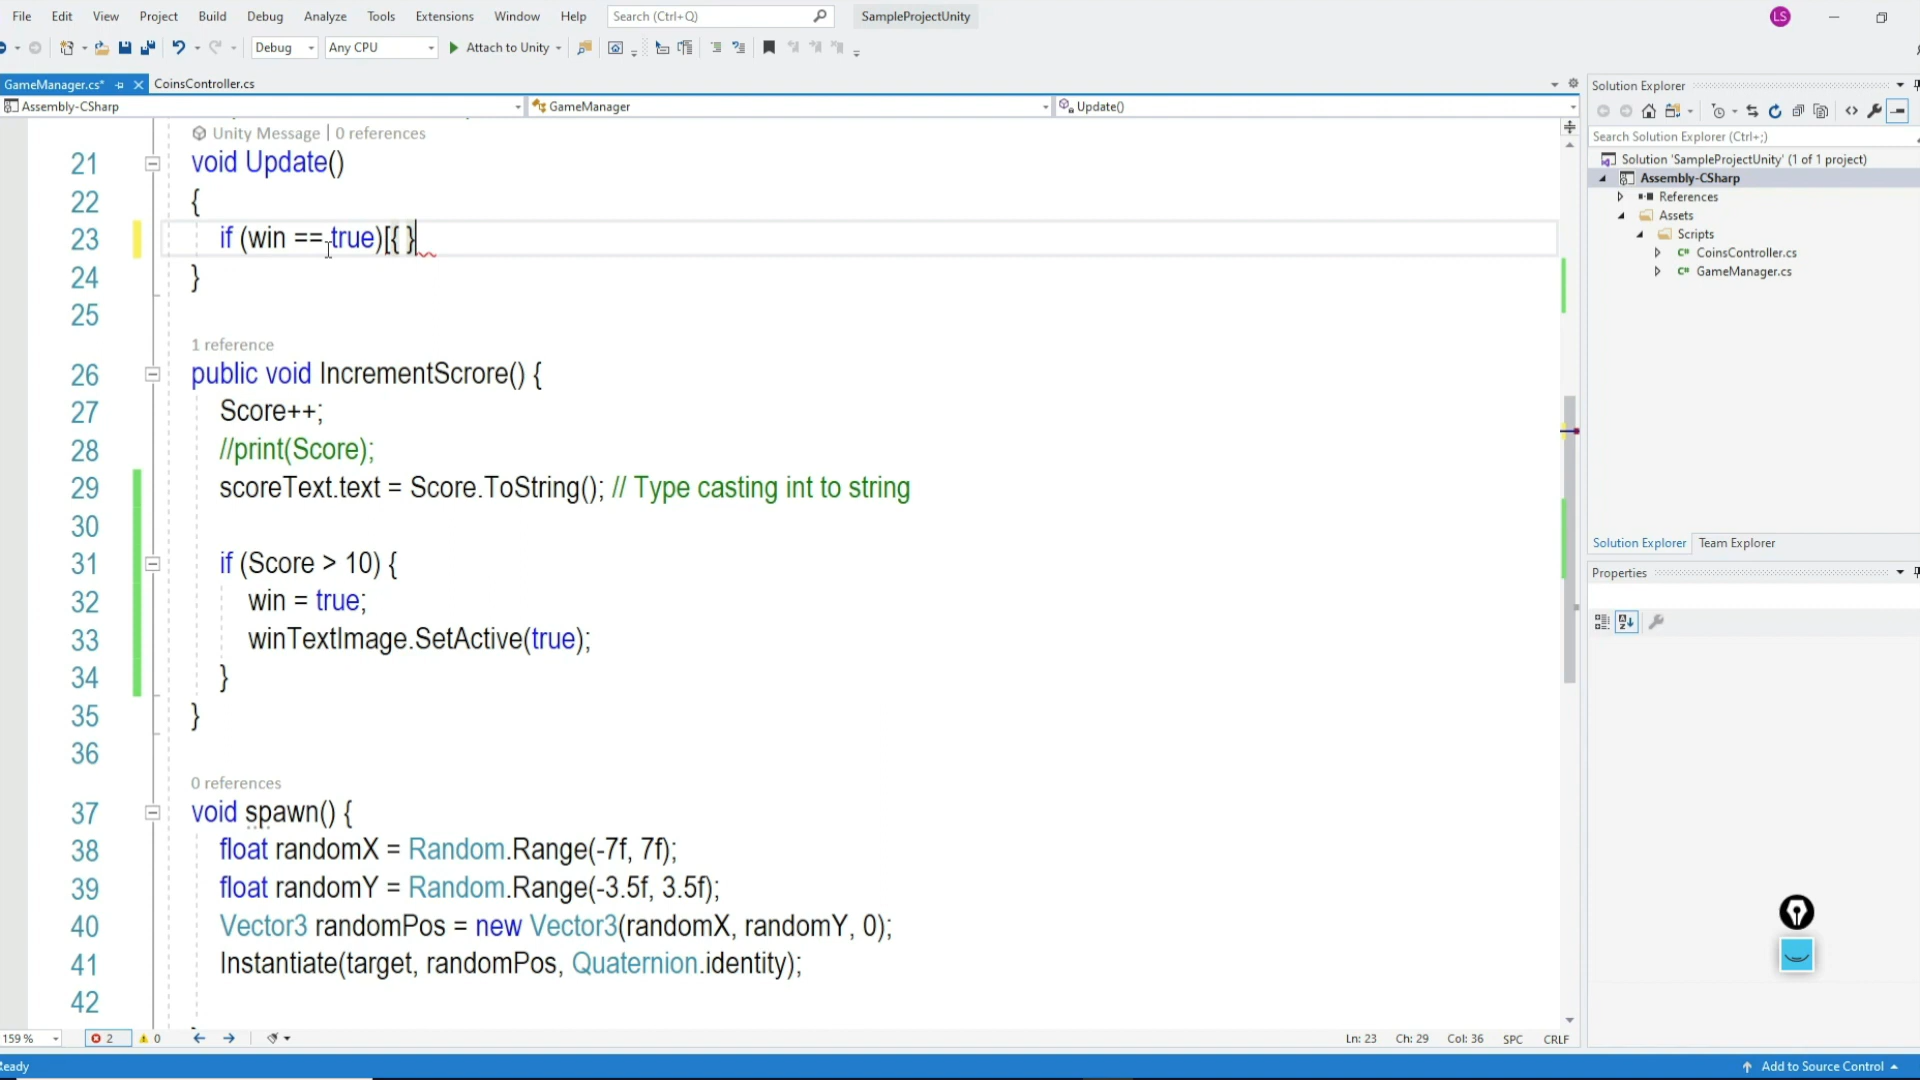 File Edit View Project Build Debug Analyze Tools Extensions Window Help Search (Ctrl+Q) SampleProjectUnity LS
Debug Any CPU Attach to Unity
GameManager.cs* CoinsController.cs
Assembly-CSharp GameManager Update()
Unity Message | 0 references
21 void Update()
22 {
23 if (win == true)[{ }
24 }
25
1 reference
26 public void IncrementScrore() {
27 Score++;
28 //print(Score);
29 scoreText.text = Score.ToString(); // Type casting int to string
30
31 if (Score > 10) {
32 win = true;
33 winTextImage.SetActive(true);
34 }
35 }
36
0 references
37 void spawn() {
38 float randomX = Random.Range(-7f, 7f);
39 float randomY = Random.Range(-3.5f, 3.5f);
40 Vector3 randomPos = new Vector3(randomX, randomY, 0);
41 Instantiate(target, randomPos, Quaternion.identity);
42
159 % 2 0 Ln: 23 Ch: 29 Col: 36 SPC CRLF
Solution Explorer
Search Solution Explorer (Ctrl+;)
Solution 'SampleProjectUnity' (1 of 1 project)
Assembly-CSharp
References
Assets
Scripts
C# CoinsController.cs
C# GameManager.cs
Solution Explorer Team Explorer
Properties
eady Add to Source Control